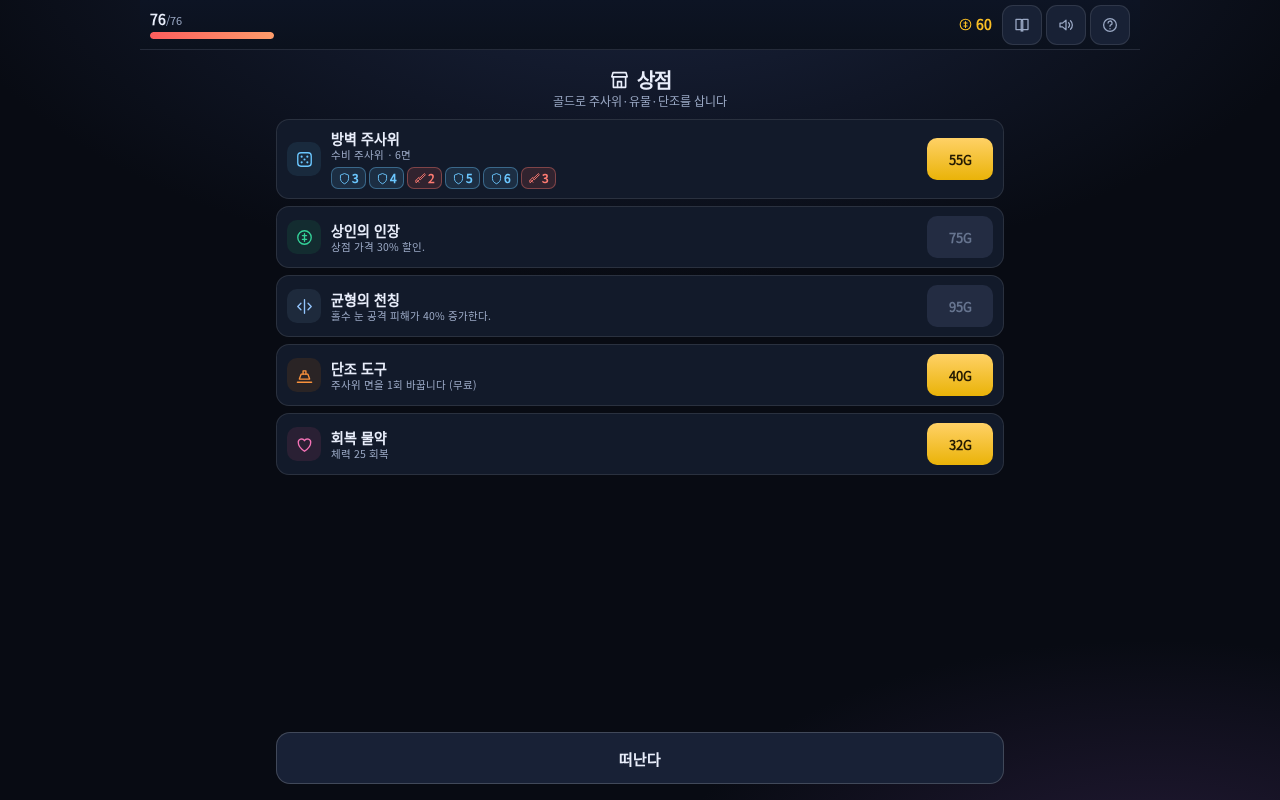 76/76
60
상점
골드로 주사위·유물·단조를 삽니다
방벽 주사위
수비 주사위 · 6면
3 4 2 5 6 3
55G
상인의 인장
상점 가격 30% 할인.
75G
균형의 천칭
홀수 눈 공격 피해가 40% 증가한다.
95G
단조 도구
주사위 면을 1회 바꿉니다 (무료)
40G
회복 물약
체력 25 회복
32G
떠난다